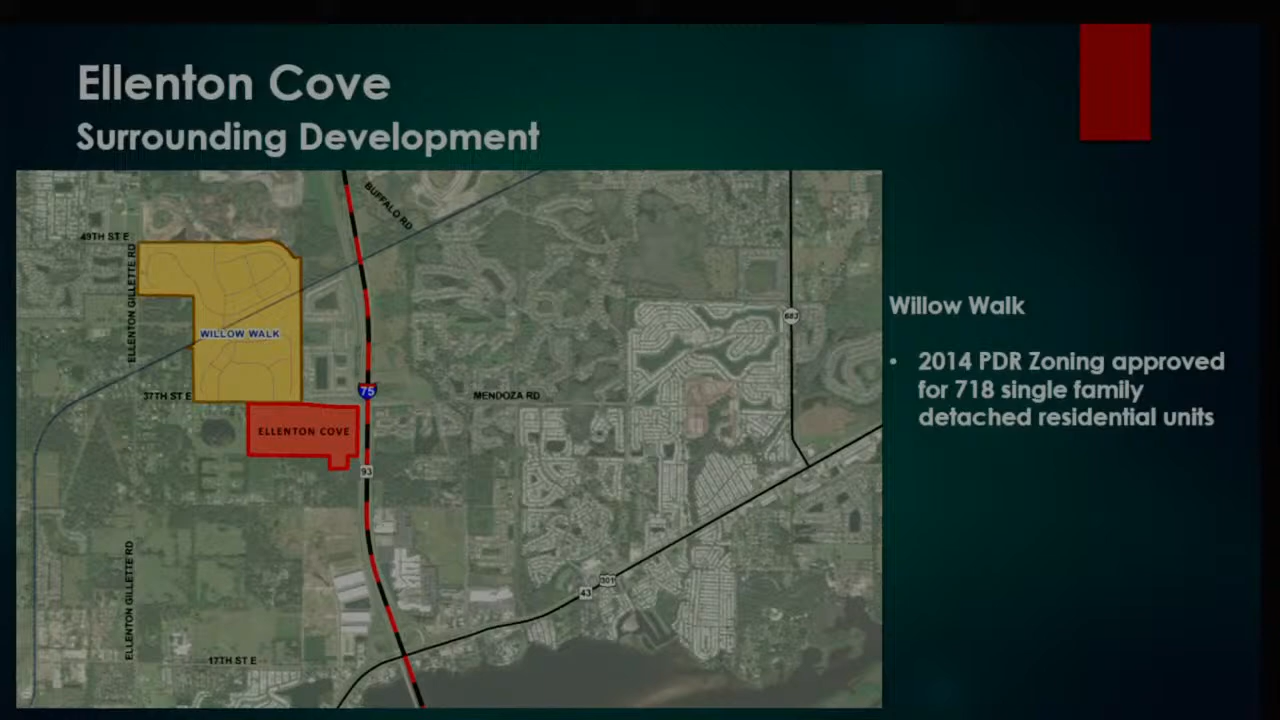 Ellenton Cove
Surrounding Development
BUFFALO RD
49TH ST E
ELLENTON GILLETTE RD
683
Willow Walk
WILLOW WALK
• 2014 PDR Zoning approved
for 718 single family
detached residential units
75
37TH ST E
MENDOZA RD
ELLENTON COVE
93
ELLENTON GILLETTE RD
301
43
17TH ST E